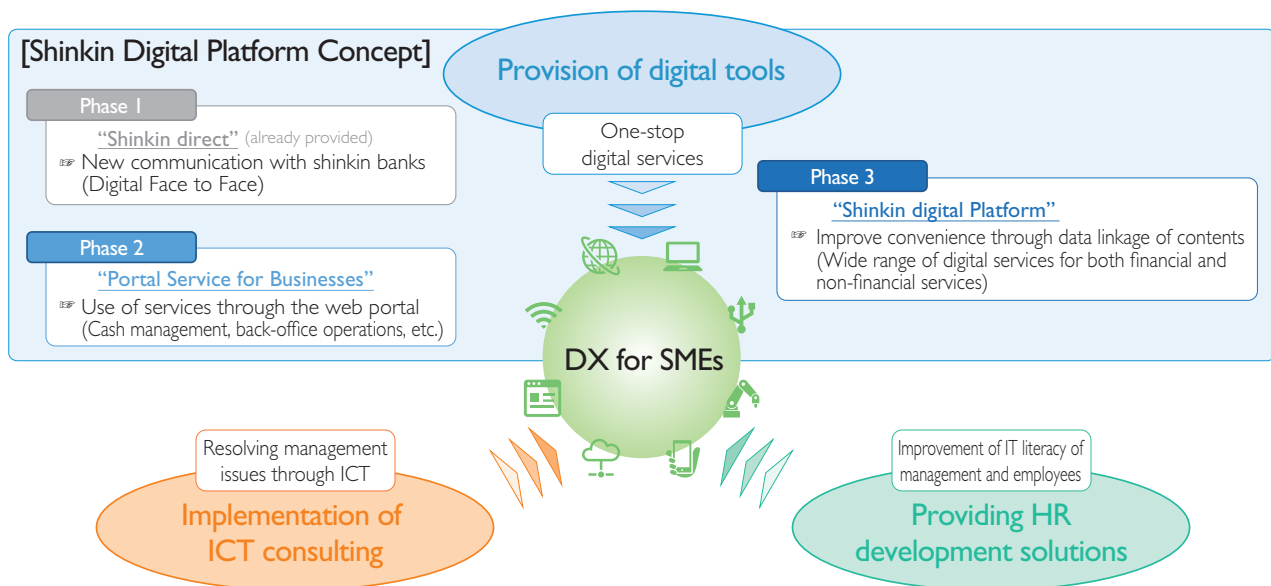 [Shinkin Digital Platform Concept]
Provision of digital tools
One-stop
digital services
Phase 1
“Shinkin direct” (already provided)
☞ New communication with shinkin banks
(Digital Face to Face)
Phase 2
“Portal Service for Businesses”
☞ Use of services through the web portal
(Cash management, back-office operations, etc.)
Phase 3
“Shinkin digital Platform”
☞ Improve convenience through data linkage of contents
(Wide range of digital services for both financial and
non-financial services)
DX for SMEs
Resolving management
issues through ICT
Implementation of
ICT consulting
Improvement of IT literacy of
management and employees
Providing HR
development solutions